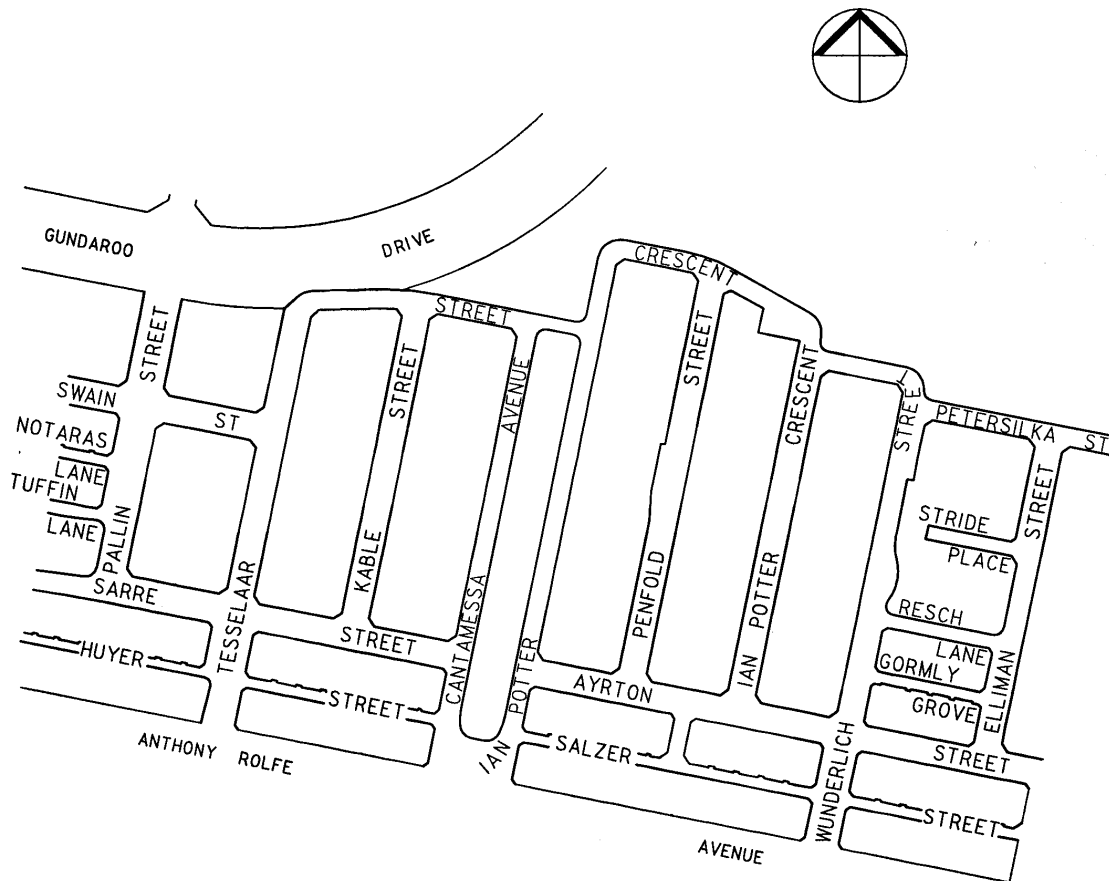 GUNDAROO
DRIVE
CRESCENT
STREET
STREET
STREET
SWAIN
ST
NOTARAS
LANE
TUFFIN
LANE
PALLIN
STREET
AVENUE
STREET
CRESCENT
STREET
PETERSILKA ST
STREET
STRIDE
PLACE
SARRE
STREET
TESSELAAR
KABLE
CANTAMESSA
PENFOLD
IAN POTTER
RESCH
LANE
GORMLY
GROVE
ELLIMAN
HUYER
STREET
IAN POTTER
AYRTON
STREET
ANTHONY ROLFE
SALZER
WUNDERLICH
STREET
AVENUE